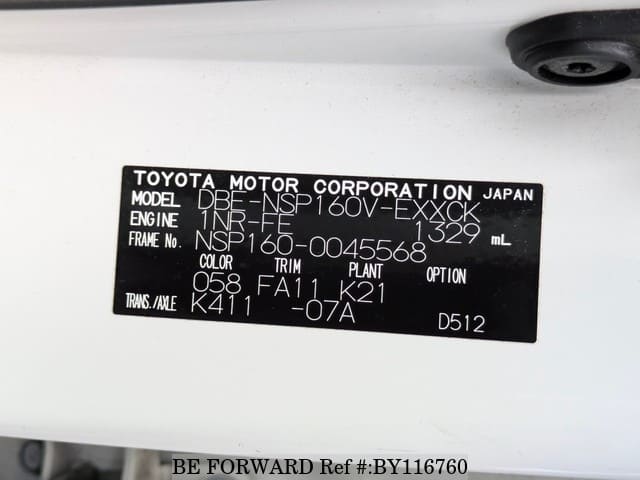 TOYOTA MOTOR CORPORATION JAPAN
MODEL DBE-NSP160V-EXXCK
ENGINE 1NR-FE 1329 mL
FRAME No. NSP160-0045568
COLOR TRIM PLANT OPTION
058 FA11 K21
TRANS./AXLE K411 -07A
D512
BE FORWARD Ref #:BY116760